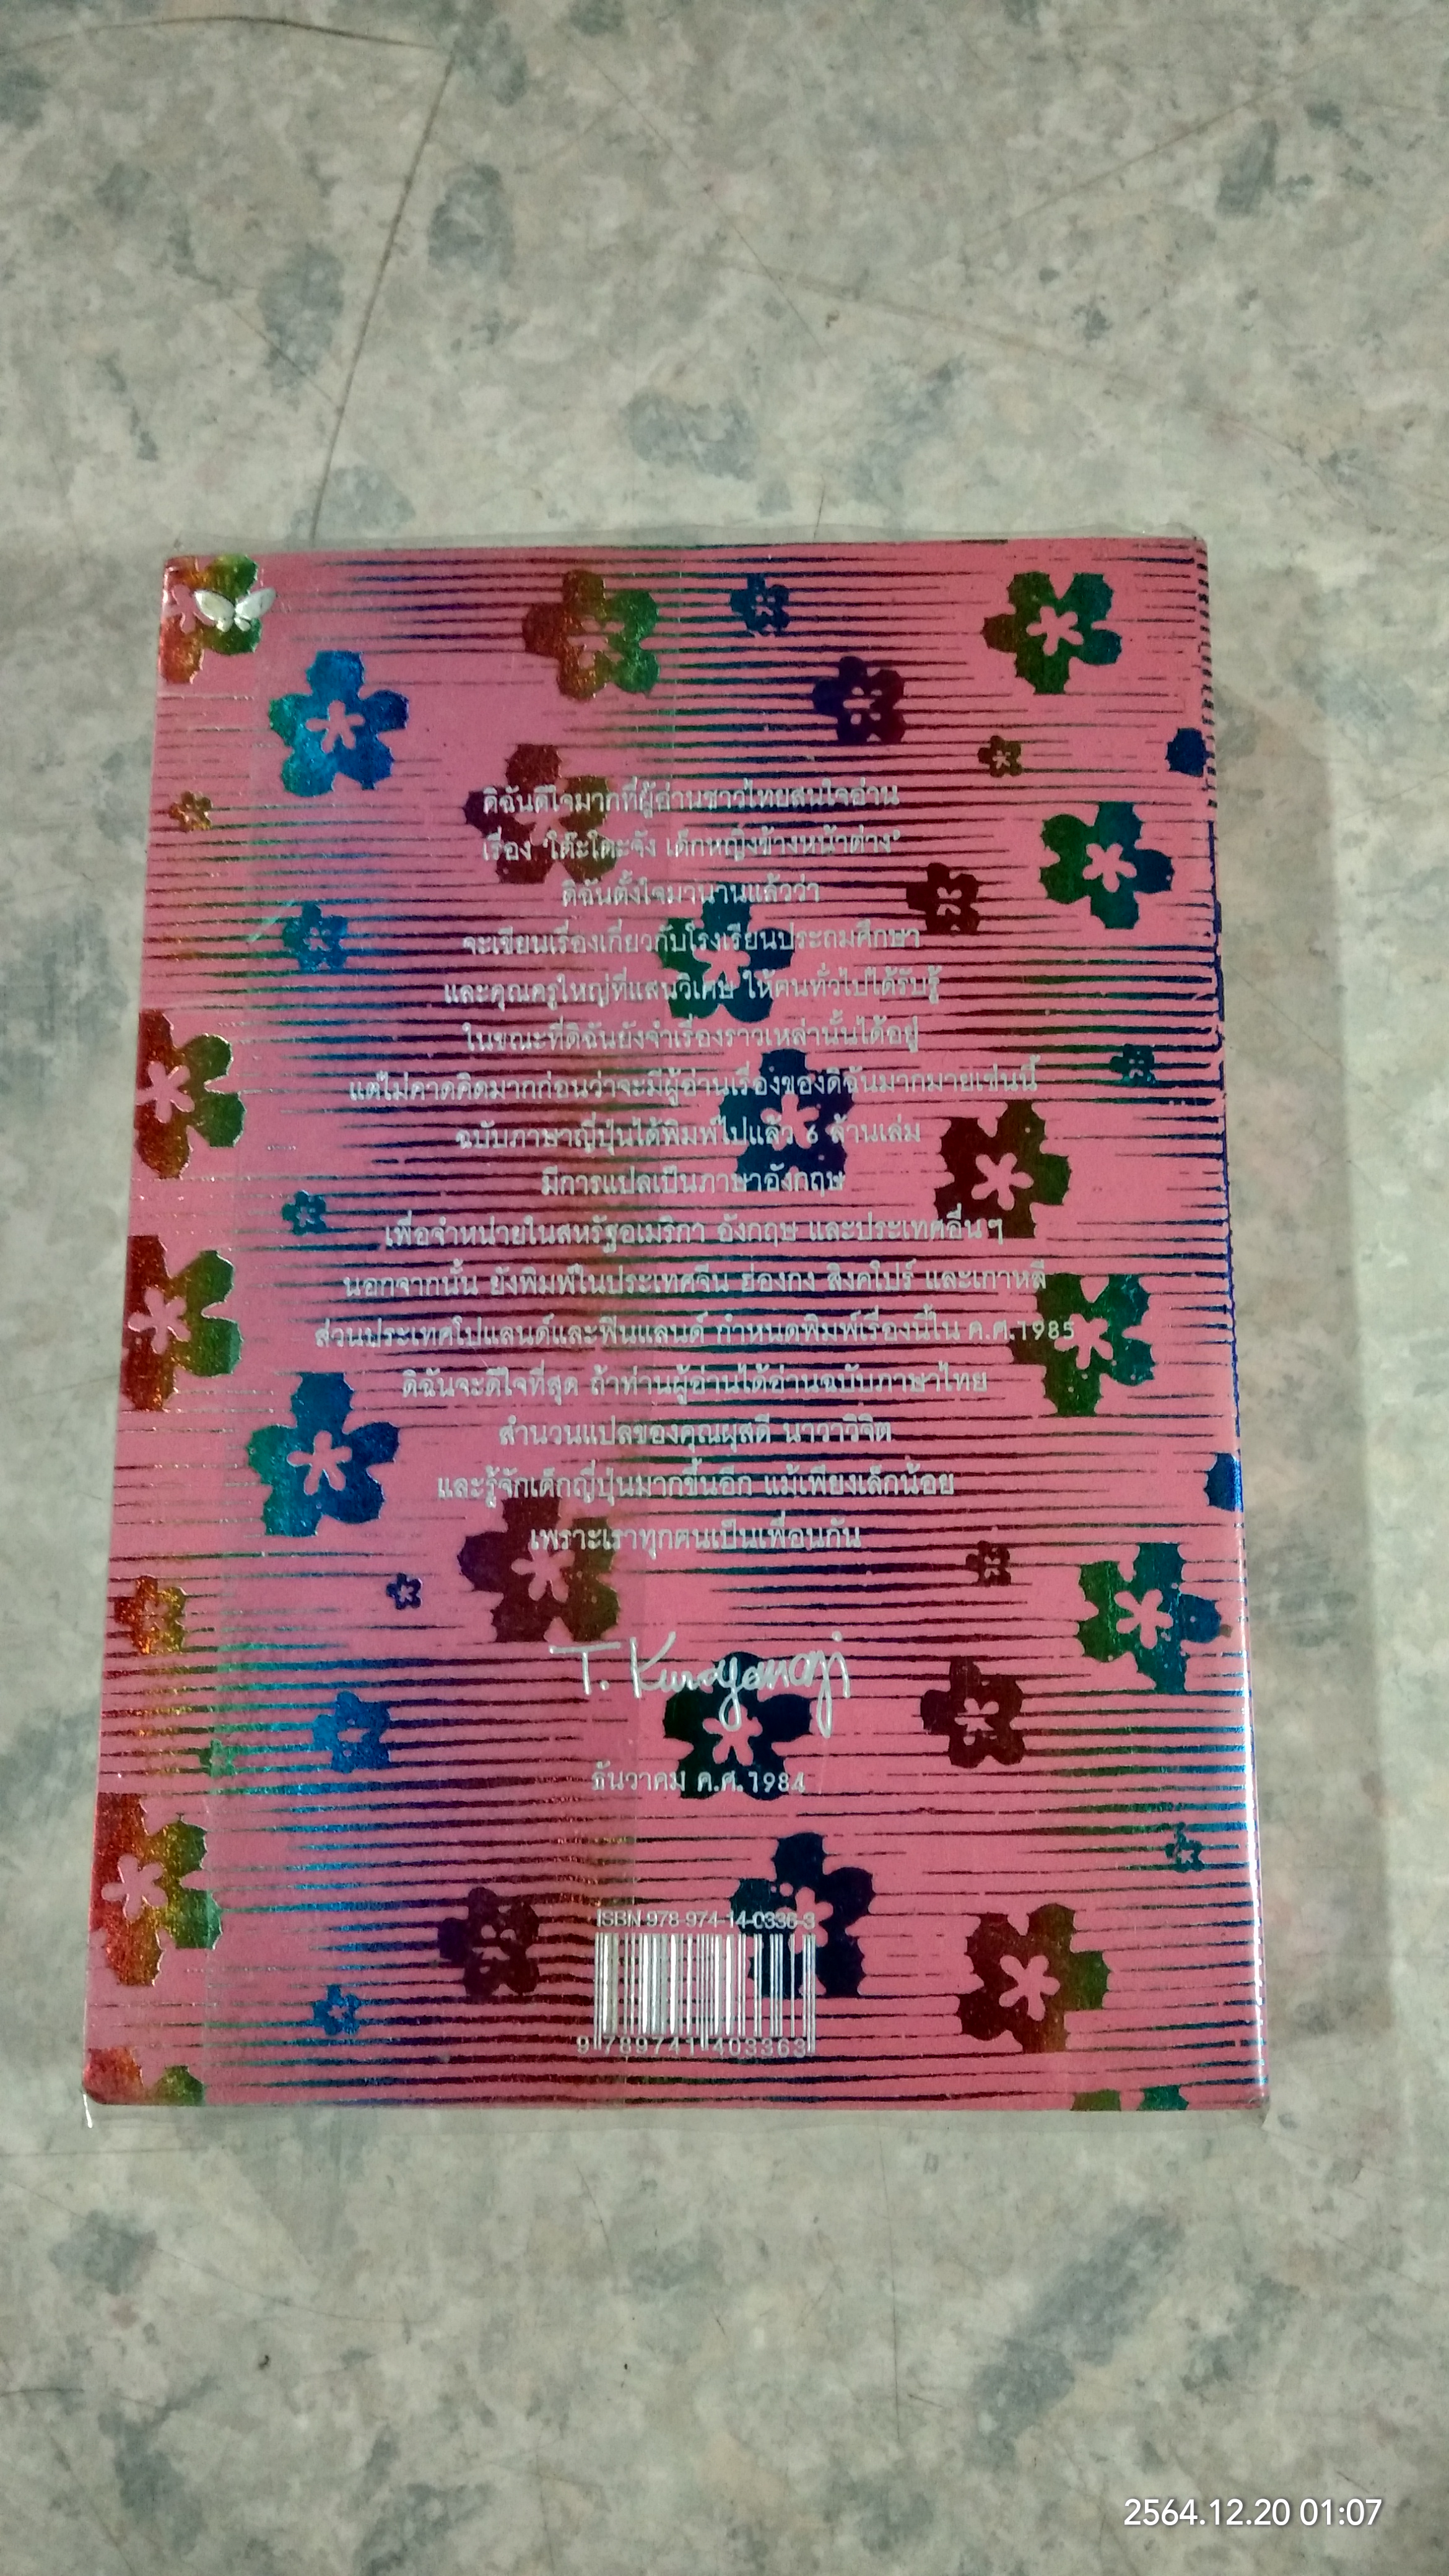 ดิฉันดีใจมากที่ผู้อ่านชาวไทยสนใจอ่าน
เรื่อง "โต๊ะโตะจัง เด็กหญิงข้างหน้าต่าง"
ดิฉันตั้งใจมานานแล้วว่า
จะเขียนเรื่องเกี่ยวกับโรงเรียนประถมศึกษา
และคุณครูใหญ่ที่แสนวิเศษ ให้คนทั่วไปได้รับรู้
ในขณะที่ดิฉันยังจำเรื่องราวเหล่านั้นได้อยู่
แต่ไม่คาดคิดมากก่อนว่าจะมีผู้อ่านเรื่องของดิฉันมากมายเช่นนี้
ฉบับภาษาญี่ปุ่นได้พิมพ์ไปแล้ว 6 ล้านเล่ม
มีการแปลเป็นภาษาอังกฤษ
เพื่อจำหน่ายในสหรัฐอเมริกา อังกฤษ และประเทศอื่นๆ
นอกจากนั้น ยังพิมพ์ในประเทศจีน ฮ่องกง สิงคโปร์ และเกาหลี
ส่วนประเทศโปแลนด์และฟินแลนด์ กำหนดพิมพ์เรื่องนี้ใน ค.ศ.1985
ดิฉันจะดีใจที่สุด ถ้าท่านผู้อ่านได้อ่านฉบับภาษาไทย
สำนวนแปลของคุณผุสดี นาวาวิจิต
และรู้จักเด็กญี่ปุ่นมากขึ้นอีก แม้เพียงเล็กน้อย
เพราะเราทุกคนเป็นเพื่อนกัน
T. Kuroyanagi
ธันวาคม ค.ศ.1984
ISBN 978-974-14-0336-3
9 789741 403363
2564.12.20 01:07